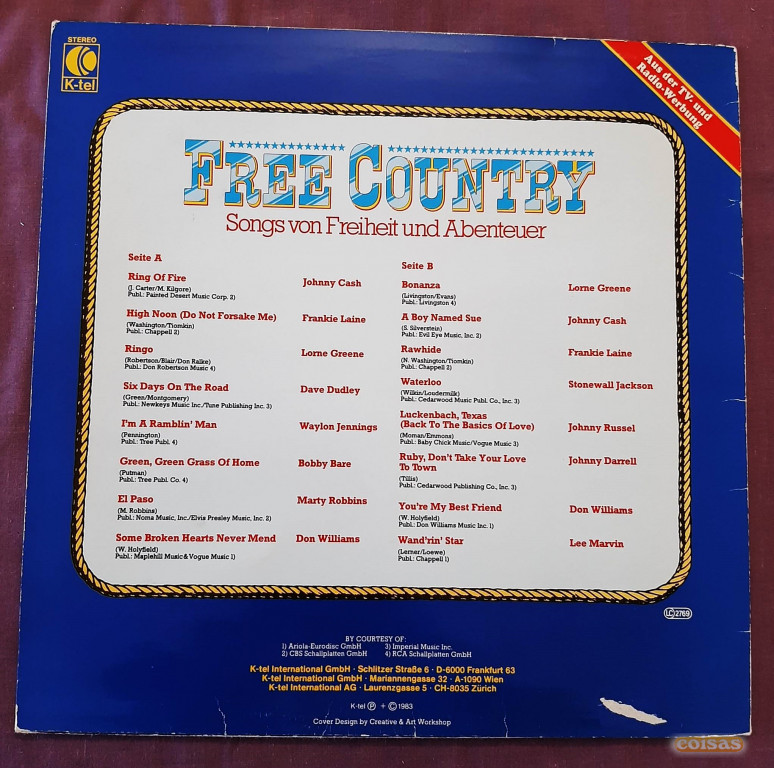 STEREO
K-tel
Aus der TV- und
Radio-Werbung
FREE COUNTRY
Songs von Freiheit und Abenteuer
Seite A
Ring Of Fire Johnny Cash
(J. Carter/M. Kilgore)
Publ.: Painted Desert Music Corp. 2)
High Noon (Do Not Forsake Me) Frankie Laine
(Washington/Tiomkin)
Publ.: Chappell 2)
Ringo Lorne Greene
(Robertson/Blair/Don Ralke)
Publ.: Don Robertson Music 4)
Six Days On The Road Dave Dudley
(Green/Montgomery)
Publ.: Newkeys Music Inc./Tune Publishing Inc. 3)
I'm A Ramblin' Man Waylon Jennings
(Pennington)
Publ.: Tree Publ. 4)
Green, Green Grass Of Home Bobby Bare
(Putman)
Publ.: Tree Publ. Co. 4)
El Paso Marty Robbins
(M. Robbins)
Publ.: Noma Music, Inc./Elvis Presley Music, Inc. 2)
Some Broken Hearts Never Mend Don Williams
(W. Holyfield)
Publ.: Maplehill Music & Vogue Music 1)
Seite B
Bonanza Lorne Greene
(Livingston/Evans)
Publ.: Livingston 4)
A Boy Named Sue Johnny Cash
(S. Silverstein)
Publ.: Evil Eye Music, Inc. 2)
Rawhide Frankie Laine
(N. Washington/Tiomkin)
Publ.: Chappell 2)
Waterloo Stonewall Jackson
(Wilkin/Loudermilk)
Publ.: Cedarwood Music Publ. Co., Inc. 3)
Luckenbach, Texas
(Back To The Basics Of Love) Johnny Russel
(Moman/Emmons)
Publ.: Baby Chick Music/Vogue Music 3)
Ruby, Don't Take Your Love Johnny Darrell
To Town
(Tillis)
Publ.: Cedarwood Publishing Co., Inc. 3)
You're My Best Friend Don Williams
(W. Holyfield)
Publ.: Don Williams Music Inc. 1)
Wand'rin' Star Lee Marvin
(Lerner/Loewe)
Publ.: Chappell 1)
LC 2769
BY COURTESY OF:
1) Ariola-Eurodisc GmbH 3) Imperial Music Inc.
2) CBS Schallplatten GmbH 4) RCA Schallplatten GmbH
K-tel International GmbH · Schlitzer Straße 6 · D-6000 Frankfurt 63
K-tel International GmbH · Mariannengasse 32 · A-1090 Wien
K-tel International AG · Laurenzgasse 5 · CH-8035 Zürich
K-tel Ⓟ + © 1983
Cover Design by Creative & Art Workshop
coisas